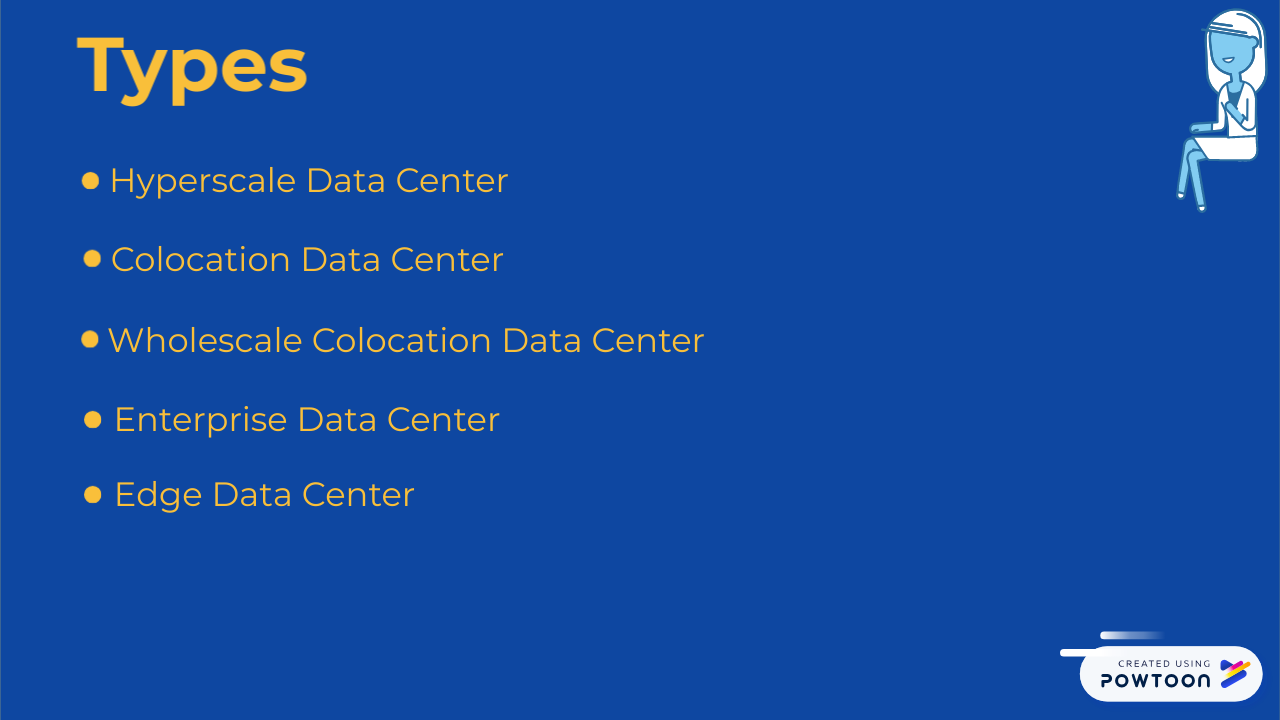 Types
Hyperscale Data Center
Colocation Data Center
Wholescale Colocation Data Center
Enterprise Data Center
Edge Data Center
CREATED USING
POWTOON